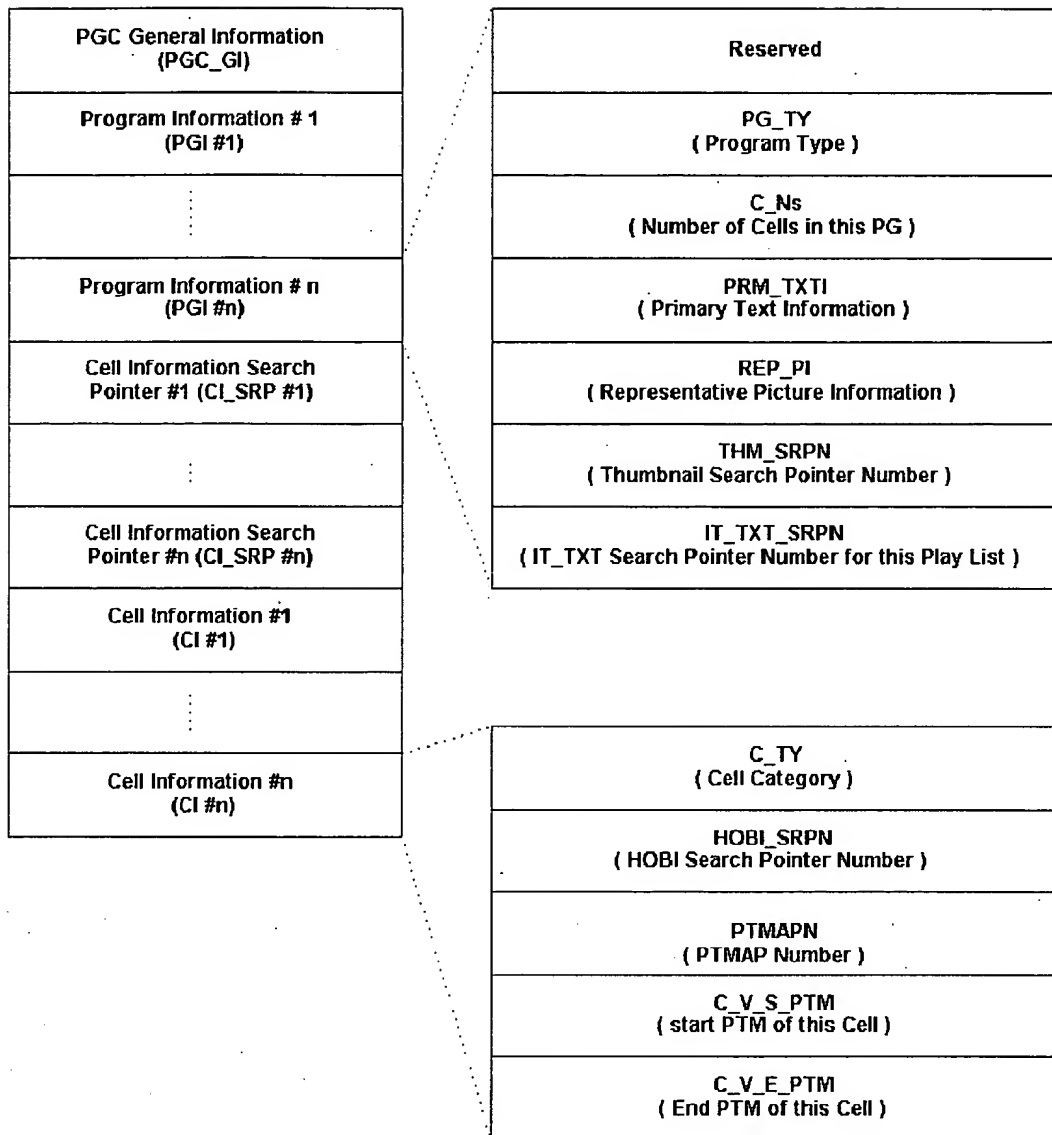 PGC General Information
(PGC_GI)
Program Information # 1
(PGI #1)
Program Information # n
(PGI #n)
Cell Information Search
Pointer #1 (CI_SRP #1)
Cell Information Search
Pointer #n (CI_SRP #n)
Cell Information #1
(CI #1)
Cell Information #n
(CI #n)
Reserved
PG_TY
( Program Type )
C_Ns
( Number of Cells in this PG )
PRM_TXTI
( Primary Text Information )
REP_PI
( Representative Picture Information )
THM_SRPN
( Thumbnail Search Pointer Number )
IT_TXT_SRPN
( IT_TXT Search Pointer Number for this Play List )
C_TY
( Cell Category )
HOBI_SRPN
( HOBI Search Pointer Number )
PTMAPN
( PTMAP Number )
C_V_S_PTM
( start PTM of this Cell )
C_V_E_PTM
( End PTM of this Cell )